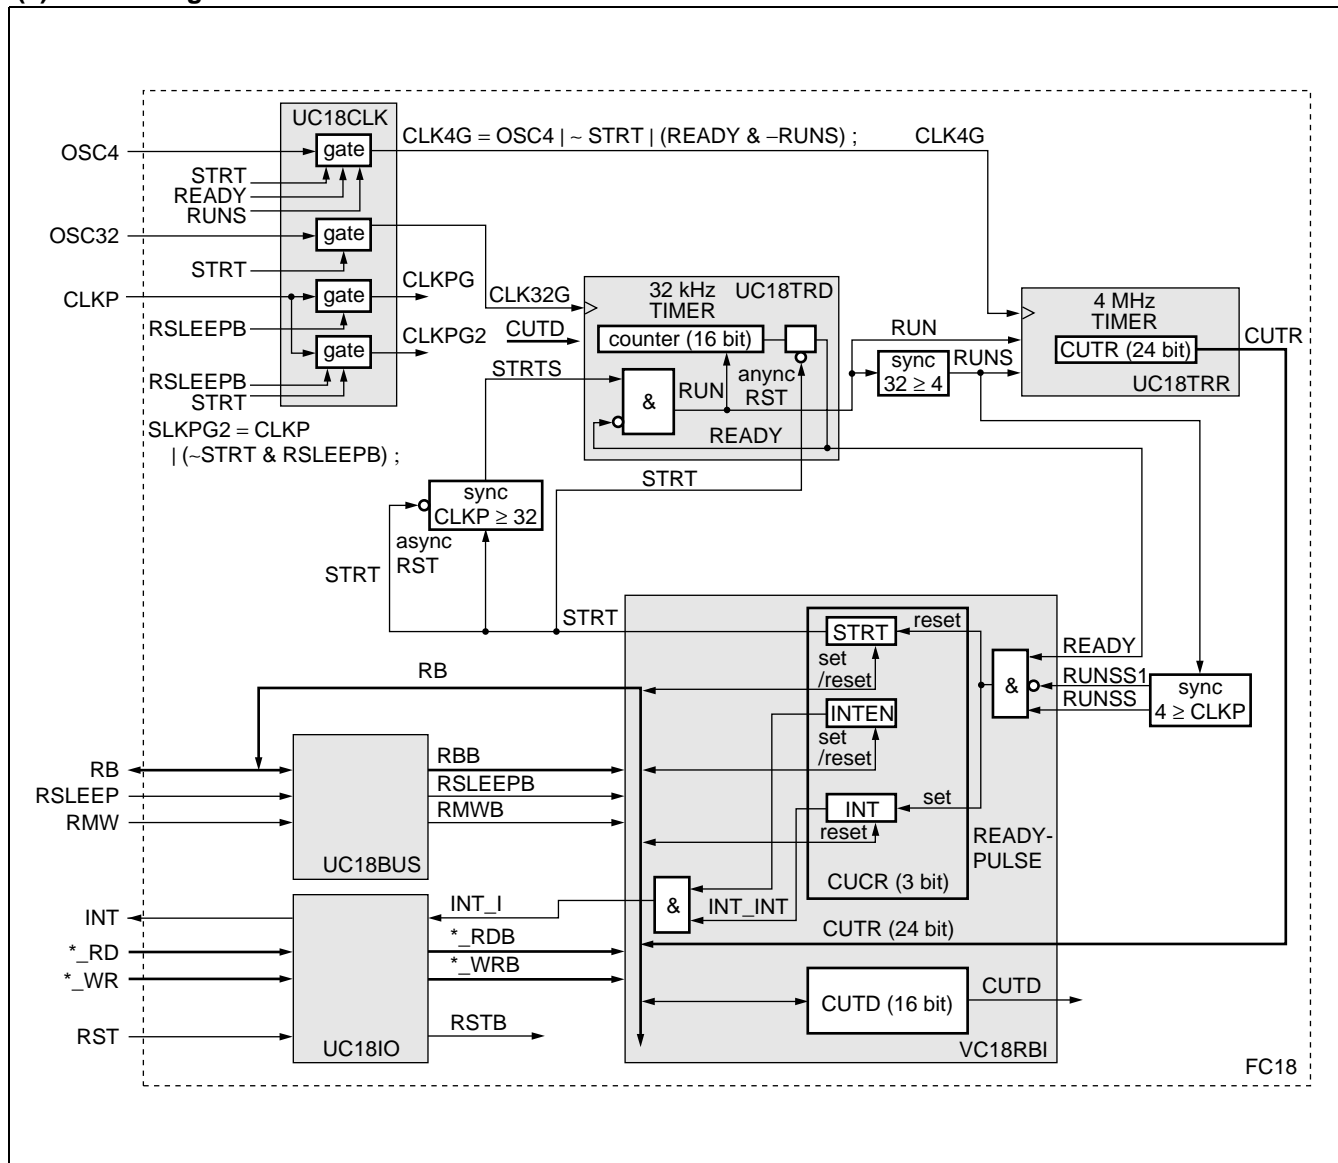 UC18CLK
CLK4G = OSC4 | ~ STRT | (READY & –RUNS) ;
CLK4G
OSC4
gate
STRT
READY
RUNS
OSC32
gate
STRT
CLKP
gate
CLKPG
RSLEEPB
gate
CLKPG2
RSLEEPB
STRT
SLKPG2 = CLKP
| (~STRT & RSLEEPB) ;
CLK32G
CUTD
STRTS
32 kHz
TIMER
UC18TRD
counter (16 bit)
RUN
anync
RST
&
READY
STRT
RUN
sync
32 ≥ 4
RUNS
4 MHz
TIMER
CUTR (24 bit)
UC18TRR
CUTR
sync
CLKP ≥ 32
async
RST
STRT
STRT
STRT
reset
set
/reset
INTEN
set
/reset
INT
set
reset
CUCR (3 bit)
READY-
PULSE
&
READY
RUNSS1
RUNSS
sync
4 ≥ CLKP
RB
RB
RSLEEP
RMW
UC18BUS
RBB
RSLEEPB
RMWB
INT
*_RD
*_WR
RST
UC18IO
INT_I
*_RDB
*_WRB
RSTB
&
INT_INT
CUTR (24 bit)
CUTD (16 bit)
CUTD
VC18RBI
FC18